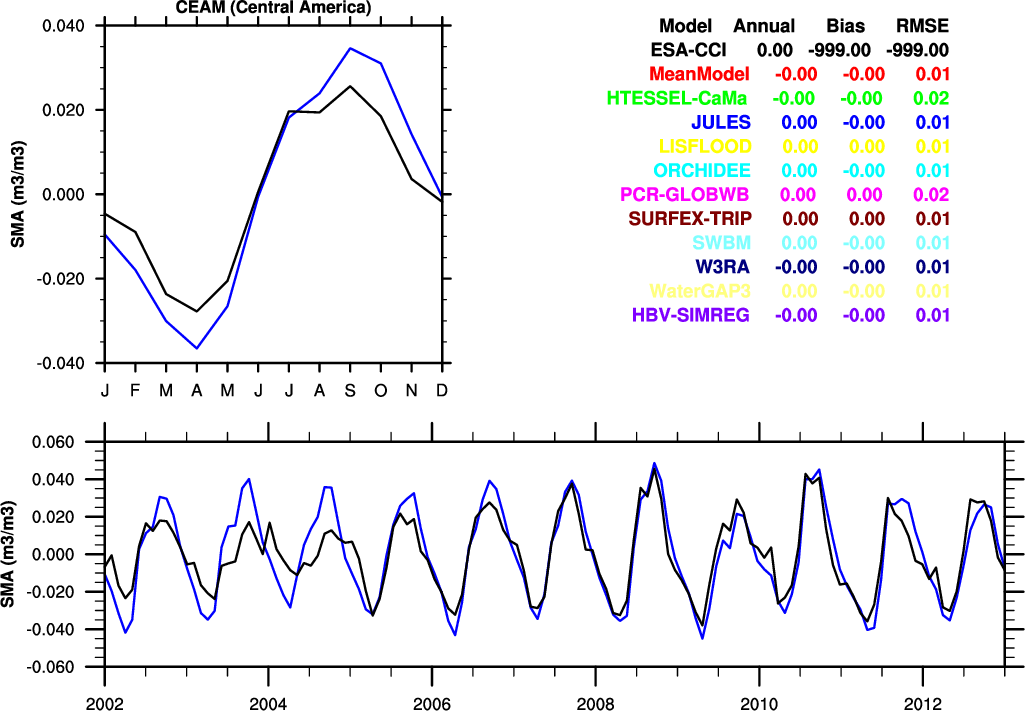 CEAM (Central America)
0.040
0.020
0.000
-0.020
-0.040
SMA (m3/m3)
J F M A M J J A S O N D
Model Annual Bias RMSE
ESA-CCI 0.00 -999.00 -999.00
MeanModel -0.00 -0.00 0.01
HTESSEL-CaMa -0.00 -0.00 0.02
JULES 0.00 -0.00 0.01
LISFLOOD 0.00 0.00 0.01
ORCHIDEE 0.00 -0.00 0.01
PCR-GLOBWB 0.00 0.00 0.02
SURFEX-TRIP 0.00 0.00 0.01
SWBM 0.00 -0.00 0.01
W3RA -0.00 -0.00 0.01
WaterGAP3 0.00 -0.00 0.01
HBV-SIMREG -0.00 -0.00 0.01
0.060
0.040
0.020
0.000
-0.020
-0.040
-0.060
SMA (m3/m3)
2002 2004 2006 2008 2010 2012